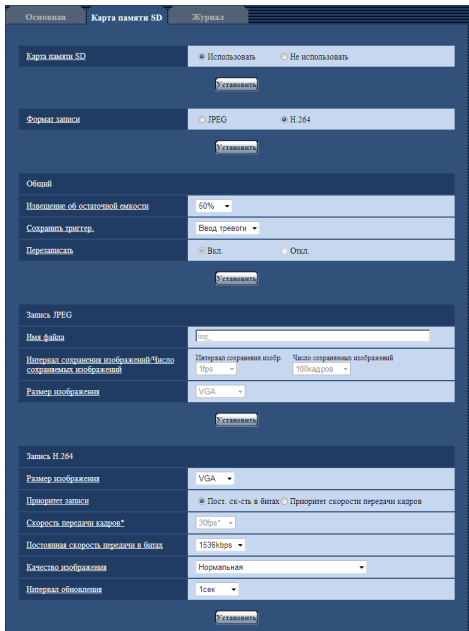 Основная Карта памяти SD Журнал
Карта памяти SD Использовать Не использовать
Установить
Формат записи JPEG H.264
Установить
Общий
Извещение об остаточной емкости 50%
Сохранить триггер. Ввод тревоги
Перезаписать Вкл. Откл.
Установить
Запись JPEG
Имя файла img_
Интервал сохранения изображений/Число сохраняемых изображений
Интервал сохранения изобр. Число сохраняемых изображений
1fps 100кадров
Размер изображения VGA
Установить
Запись H.264
Размер изображения VGA
Приоритет записи Пост. ск-сть в битах Приоритет скорости передачи кадров
Скорость передачи кадров* 30fps*
Постоянная скорость передачи в битах 1536kbps
Качество изображения Нормальная
Интервал обновления 1сек
Установить